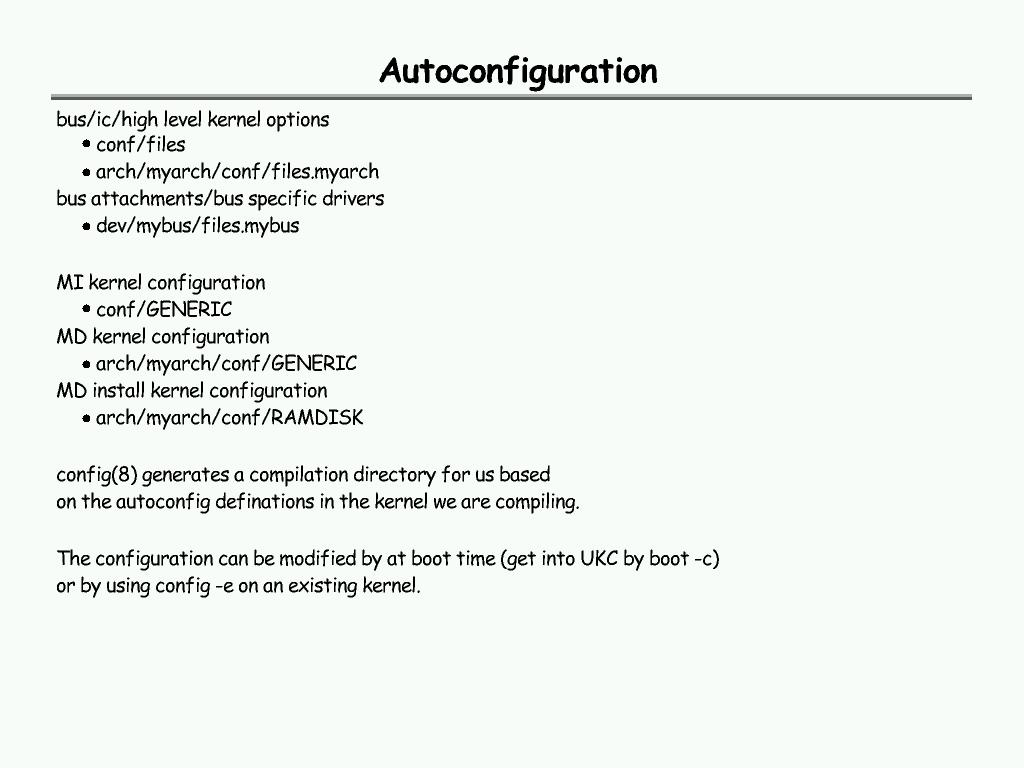 Autoconfiguration
bus/ic/high level kernel options
• conf/files
• arch/myarch/conf/files.myarch
bus attachments/bus specific drivers
• dev/mybus/files.mybus
MI kernel configuration
• conf/GENERIC
MD kernel configuration
• arch/myarch/conf/GENERIC
MD install kernel configuration
• arch/myarch/conf/RAMDISK
config(8) generates a compilation directory for us based
on the autoconfig definations in the kernel we are compiling.
The configuration can be modified by at boot time (get into UKC by boot -c)
or by using config -e on an existing kernel.